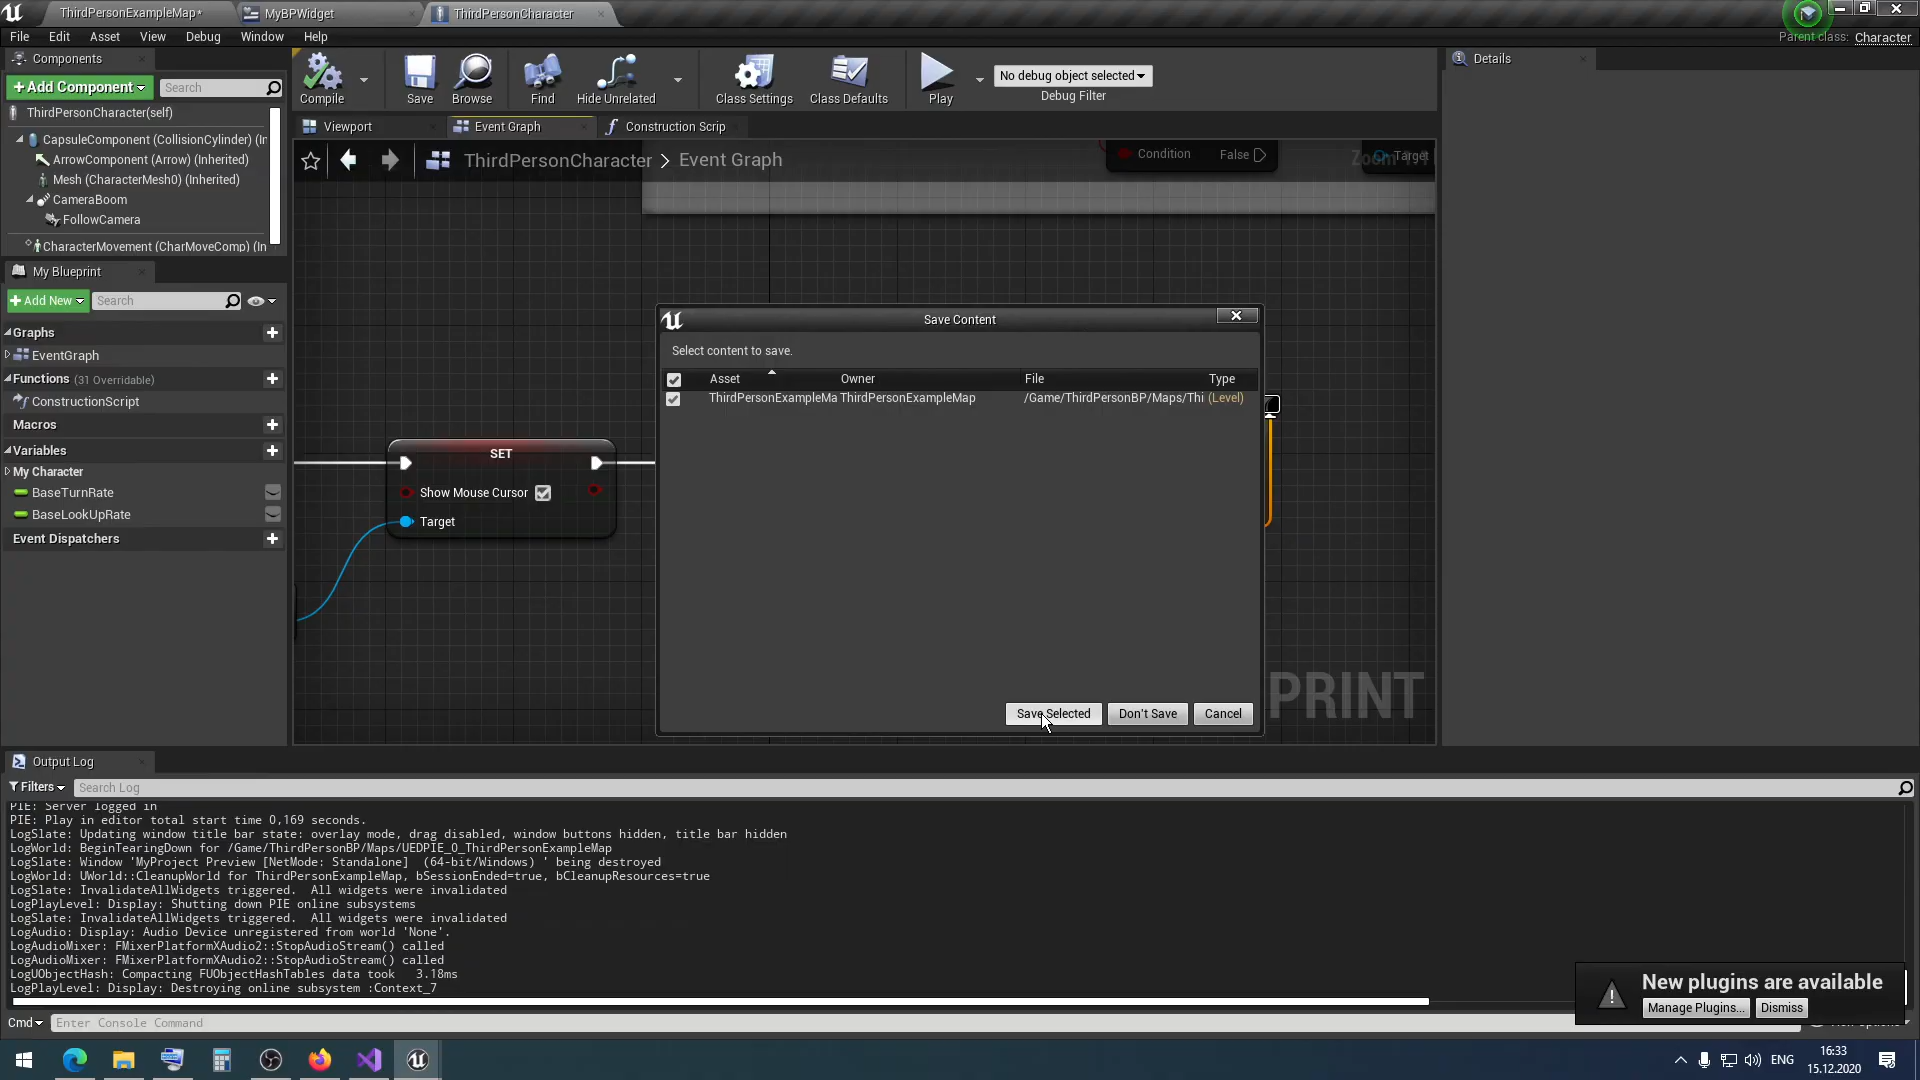 ThirdPersonExampleMap*
MyBPWidget
ThirdPersonCharacter
File Edit Asset View Debug Window Help
Parent class: Character
Components
+Add Component
Search
ThirdPersonCharacter(self)
CapsuleComponent (CollisionCylinder) (In
ArrowComponent (Arrow) (Inherited)
Mesh (CharacterMesh0) (Inherited)
CameraBoom
FollowCamera
CharacterMovement (CharMoveComp) (In
My Blueprint
+Add New
Search
Graphs
EventGraph
Functions (31 Overridable)
ConstructionScript
Macros
Variables
My Character
BaseTurnRate
BaseLookUpRate
Event Dispatchers
Compile
Save
Browse
Find
Hide Unrelated
Class Settings
Class Defaults
Play
No debug object selected
Debug Filter
Viewport
Event Graph
Construction Scrip
ThirdPersonCharacter > Event Graph
Condition False
Target
SET
Show Mouse Cursor
Target
PRINT
Save Content
Select content to save.
Asset Owner File Type
ThirdPersonExampleMa ThirdPersonExampleMap /Game/ThirdPersonBP/Maps/Thi (Level)
Save Selected
Don't Save
Cancel
Details
Output Log
Filters
Search Log
PIE: Server logged in
PIE: Play in editor total start time 0,169 seconds.
LogSlate: Updating window title bar state: overlay mode, drag disabled, window buttons hidden, title bar hidden
LogWorld: BeginTearingDown for /Game/ThirdPersonBP/Maps/UEDPIE_0_ThirdPersonExampleMap
LogSlate: Window 'MyProject Preview [NetMode: Standalone]  (64-bit/Windows) ' being destroyed
LogWorld: UWorld::CleanupWorld for ThirdPersonExampleMap, bSessionEnded=true, bCleanupResources=true
LogSlate: InvalidateAllWidgets triggered.  All widgets were invalidated
LogPlayLevel: Display: Shutting down PIE online subsystems
LogSlate: InvalidateAllWidgets triggered.  All widgets were invalidated
LogAudio: Display: Audio Device unregistered from world 'None'.
LogAudioMixer: FMixerPlatformXAudio2::StopAudioStream() called
LogAudioMixer: FMixerPlatformXAudio2::StopAudioStream() called
LogUObjectHash: Compacting FUObjectHashTables data took   3.18ms
LogPlayLevel: Display: Destroying online subsystem :Context_7
Cmd
Enter Console Command
New plugins are available
Manage Plugins...
Dismiss
ENG
16:33
15.12.2020